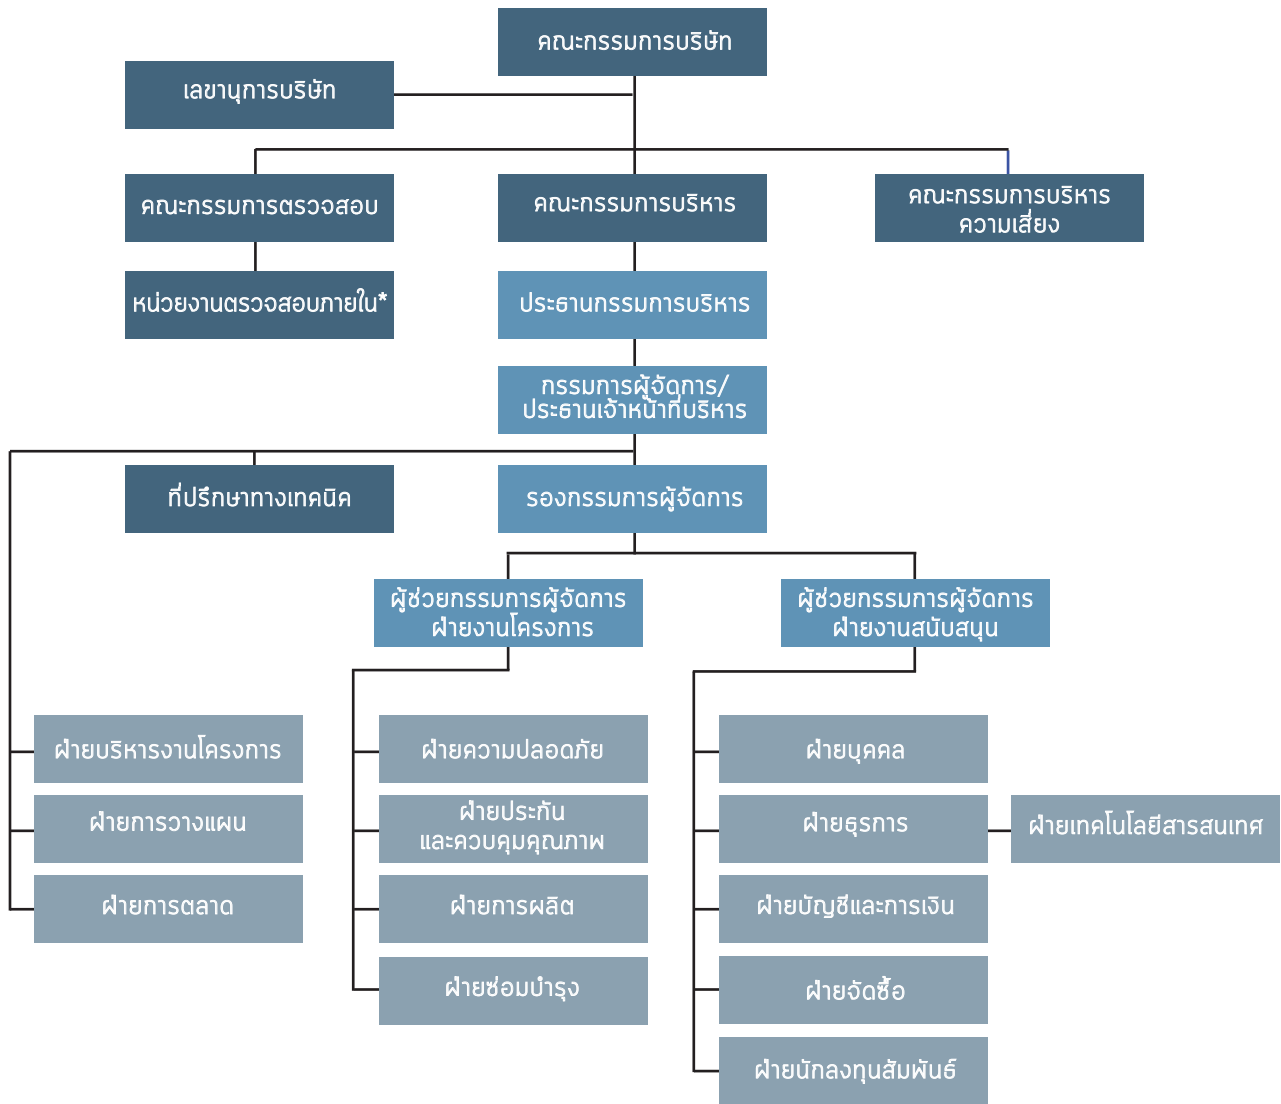 คณะกรรมการบริษัท
เลขานุการบริษัท
คณะกรรมการตรวจสอบ
คณะกรรมการบริหาร
คณะกรรมการบริหาร
ความเสี่ยง
หน่วยงานตรวจสอบภายใน*
ประธานกรรมการบริหาร
กรรมการผู้จัดการ/
ประธานเจ้าหน้าที่บริหาร
ที่ปรึกษาทางเทคนิค
รองกรรมการผู้จัดการ
ผู้ช่วยกรรมการผู้จัดการ
ฝ่ายงานโครงการ
ผู้ช่วยกรรมการผู้จัดการ
ฝ่ายงานสนับสนุน
ฝ่ายบริหารงานโครงการ
ฝ่ายการวางแผน
ฝ่ายการตลาด
ฝ่ายความปลอดภัย
ฝ่ายประกัน
และควบคุมคุณภาพ
ฝ่ายการผลิต
ฝ่ายซ่อมบำรุง
ฝ่ายบุคคล
ฝ่ายธุรการ
ฝ่ายเทคโนโลยีสารสนเทศ
ฝ่ายบัญชีและการเงิน
ฝ่ายจัดซื้อ
ฝ่ายนักลงทุนสัมพันธ์